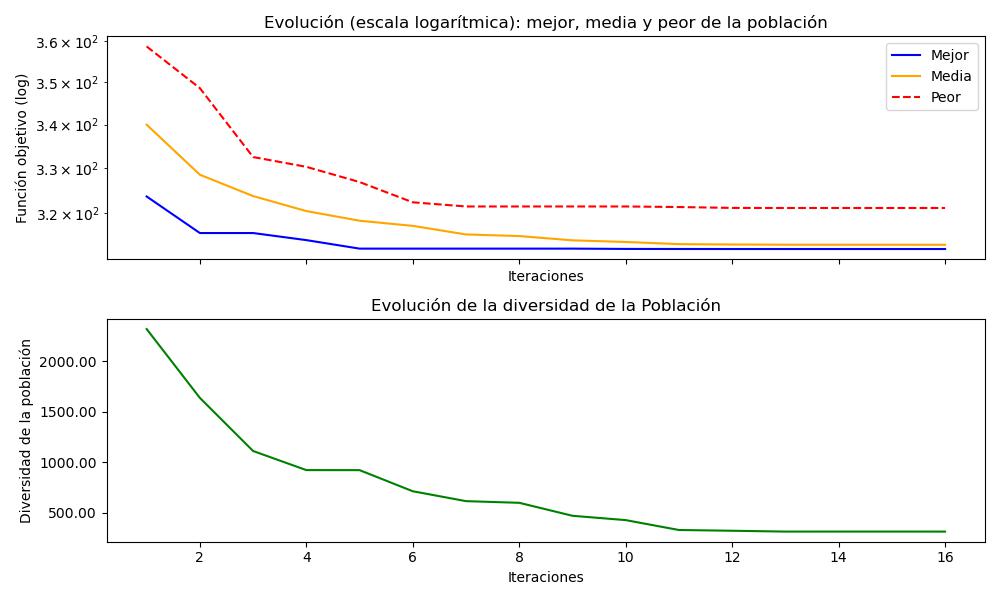 Evolución (escala logarítmica): mejor, media y peor de la población
Función objetivo (log)
3.6 × 10²
3.5 × 10²
3.4 × 10²
3.3 × 10²
3.2 × 10²
Mejor
Media
Peor
Iteraciones
Evolución de la diversidad de la Población
Diversidad de la población
2000.00
1500.00
1000.00
500.00
2 4 6 8 10 12 14 16
Iteraciones